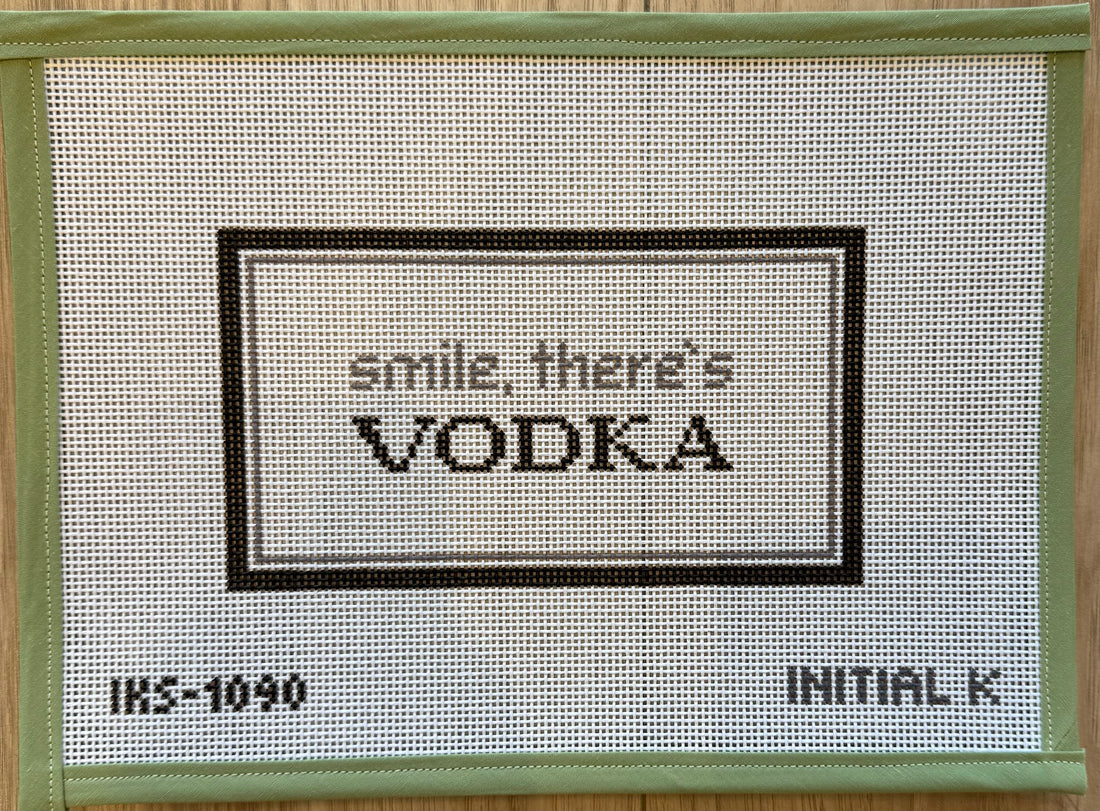 smile, there's
VODKA
IKS-1090
INITIAL K